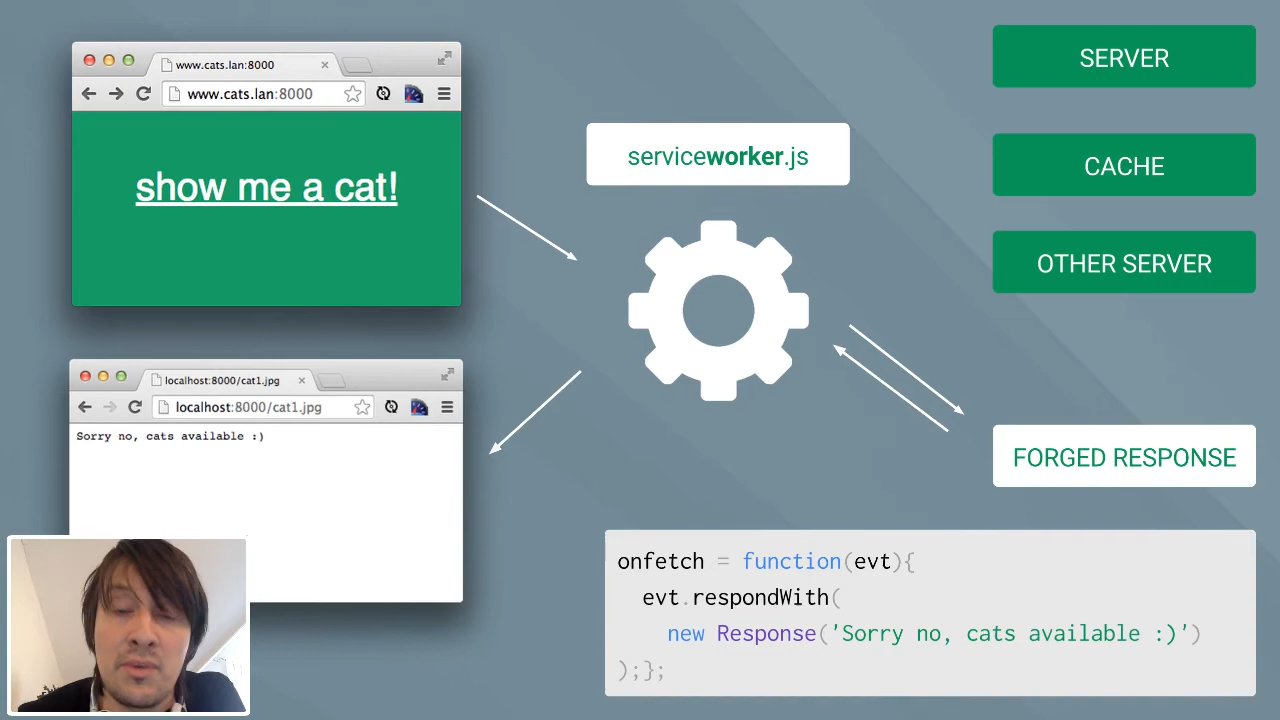 www.cats.lan:8000
www.cats.lan:8000
show me a cat!
localhost:8000/cat1.jpg
localhost:8000/cat1.jpg
Sorry no, cats available :)
serviceworker.js
SERVER
CACHE
OTHER SERVER
FORGED RESPONSE
onfetch = function(evt){
evt.respondWith(
new Response('Sorry no, cats available :)')
);};